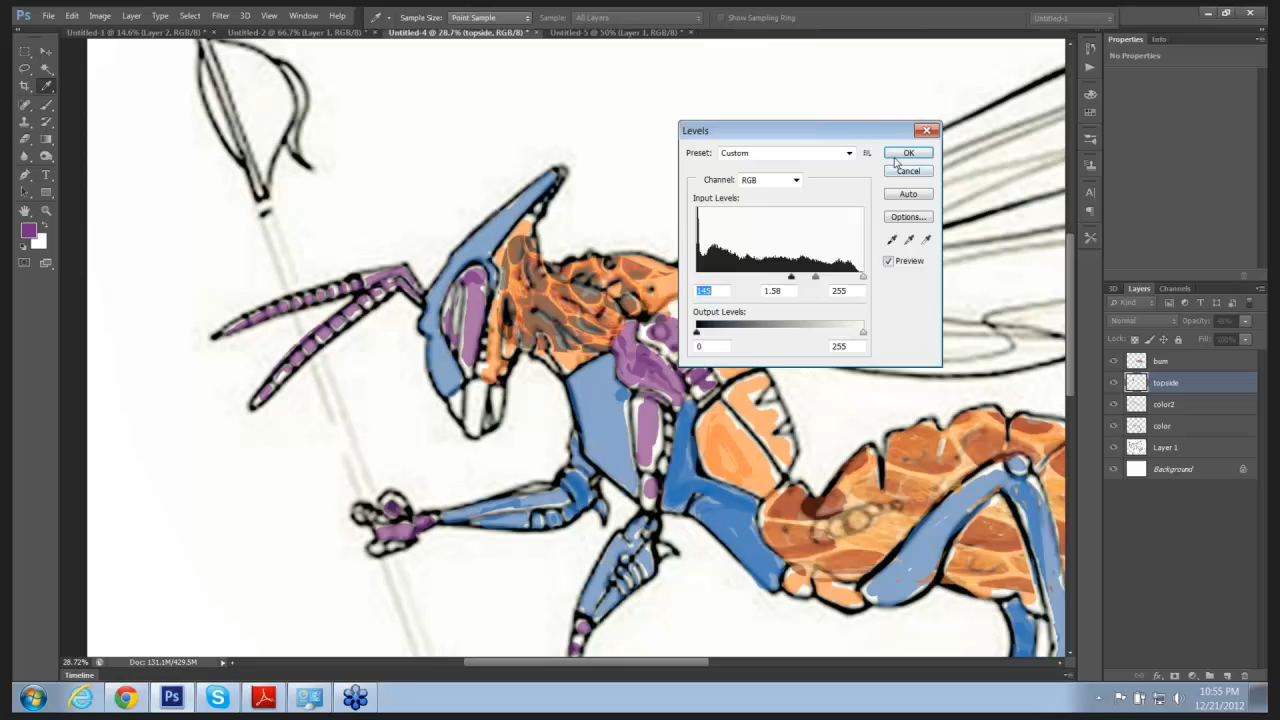 Ps File Edit Image Layer Type Select Filter 3D View Window Help
Sample Size: Point Sample Sample: All Layers Show Sampling Ring Untitled-1
Untitled-1 @ 14.6% (Layer 2, RGB/8) * × Untitled-2 @ 66.7% (Layer 1, RGB/8) * × Untitled-4 @ 28.7% (topside, RGB/8) * × Untitled-5 @ 50% (Layer 1, RGB/8) * ×
Properties Info
No Properties
Levels
Preset: Custom OK
Cancel
Channel: RGB
Auto
Input Levels:
Options...
Preview
145 1.58 255
Output Levels:
0 255
3D Layers Channels
Kind
Normal Opacity:
Lock: Fill:
bum
topside
color2
color
Layer 1
Background
28.72% Doc: 131.1M/429.5M
Timeline
Ps S
10:55 PM
12/21/2012